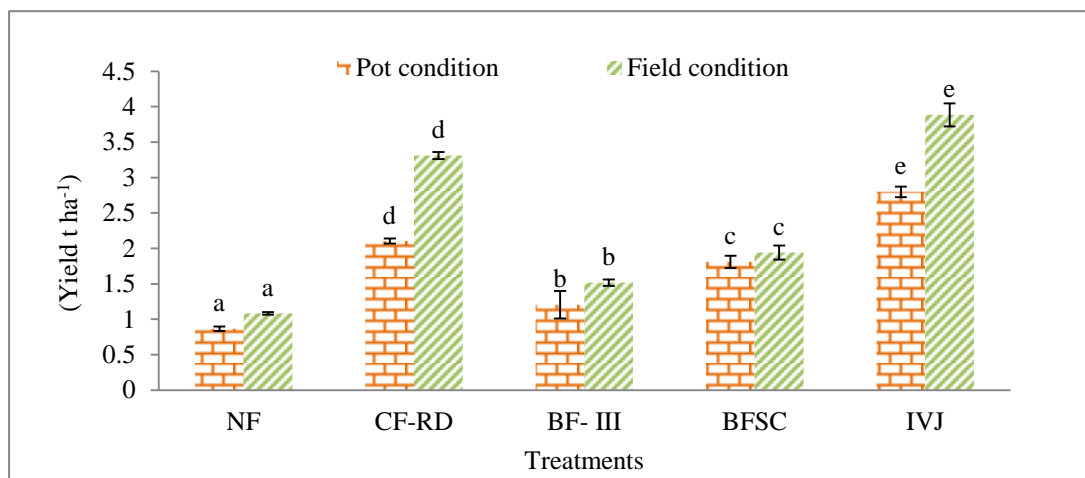 Pot condition Field condition
4.5
4
3.5
3
2.5
2
1.5
1
0.5
0
(Yield t ha-1)
a a d d b b c c e e
NF CF-RD BF- III BFSC IVJ
Treatments